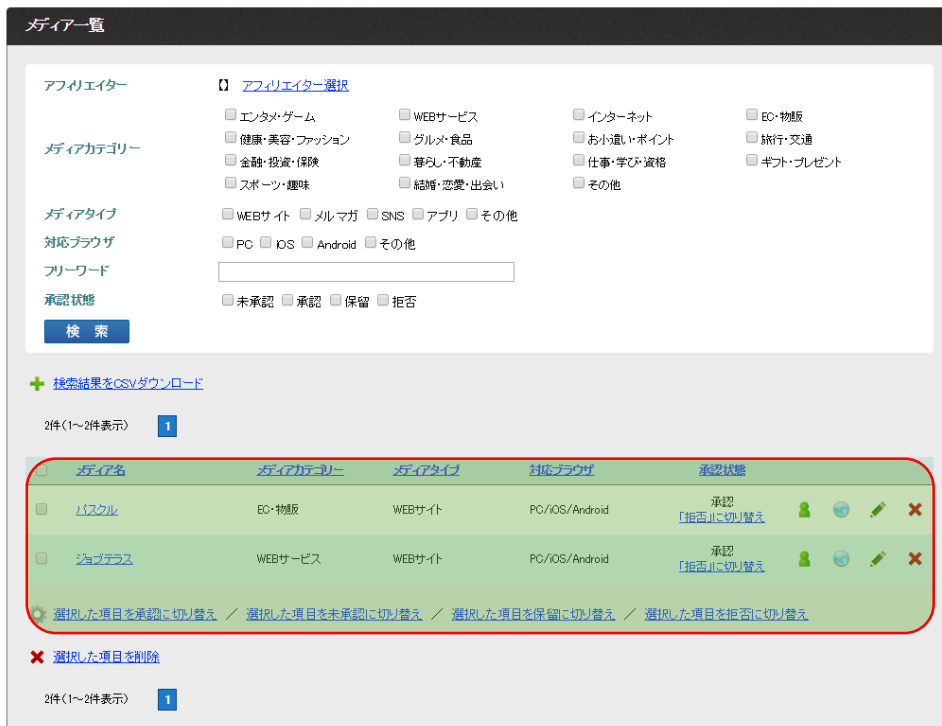 メディア一覧
アフィリエイター 【】 アフィリエイター選択
メディアカテゴリー
エンタメ・ゲーム WEBサービス インターネット EC・物販
健康・美容・ファッション グルメ・食品 お小遣い・ポイント 旅行・交通
金融・投資・保険 暮らし・不動産 仕事・学び・資格 ギフト・プレゼント
スポーツ・趣味 結婚・恋愛・出会い その他
メディアタイプ WEBサイト メルマガ SNS アプリ その他
対応ブラウザ PC iOS Android その他
フリーワード
承認状態 未承認 承認 保留 拒否
検 索
検索結果をCSVダウンロード
2件(1〜2件表示) 1
メディア名 メディアカテゴリー メディアタイプ 対応ブラウザ 承認状態
パスクル EC・物販 WEBサイト PC/iOS/Android 承認
「拒否」に切り替え
ジョブテラス WEBサービス WEBサイト PC/iOS/Android 承認
「拒否」に切り替え
選択した項目を承認に切り替え / 選択した項目を未承認に切り替え / 選択した項目を保留に切り替え / 選択した項目を拒否に切り替え
選択した項目を削除
2件(1〜2件表示) 1